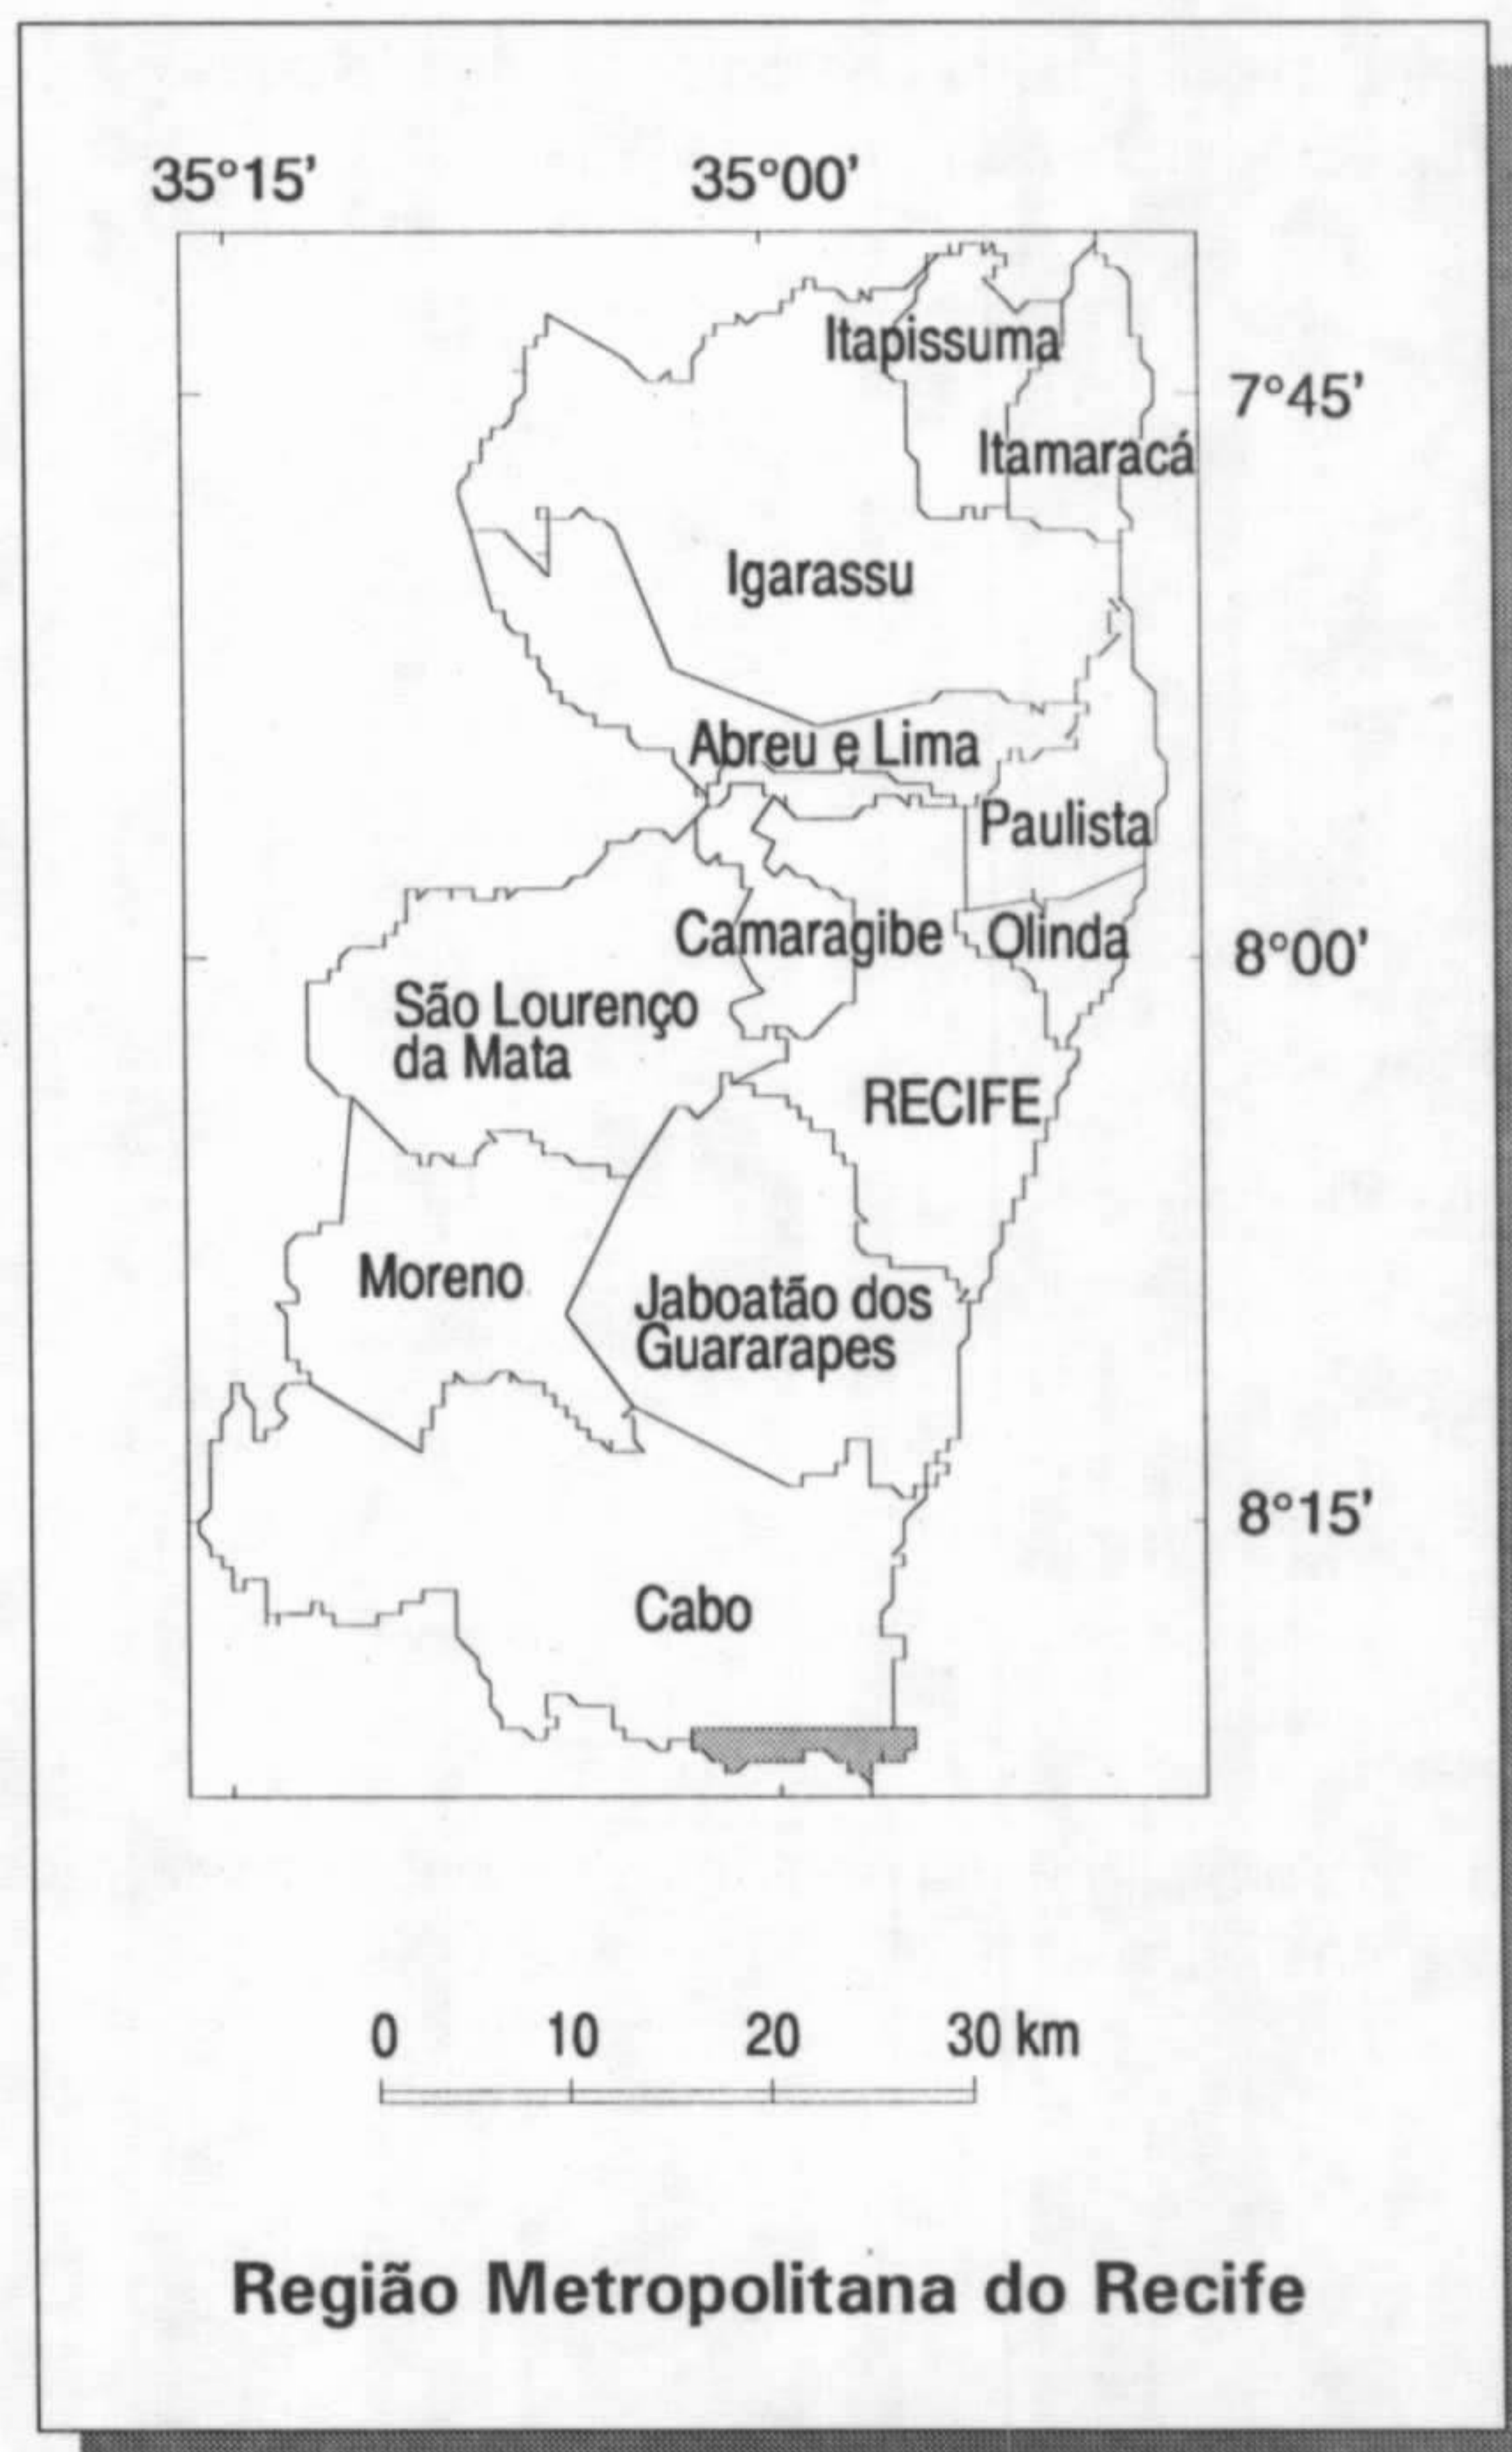 35°15' 35°00'
Itapissuma
7°45'
Itamaracá
Igarassu
Abreu e Lima
Paulista
Camaragibe Olinda
8°00'
São Lourenço
da Mata
RECIFE
Moreno
Jaboatão dos
Guararapes
8°15'
Cabo
0 10 20 30 km
Região Metropolitana do Recife